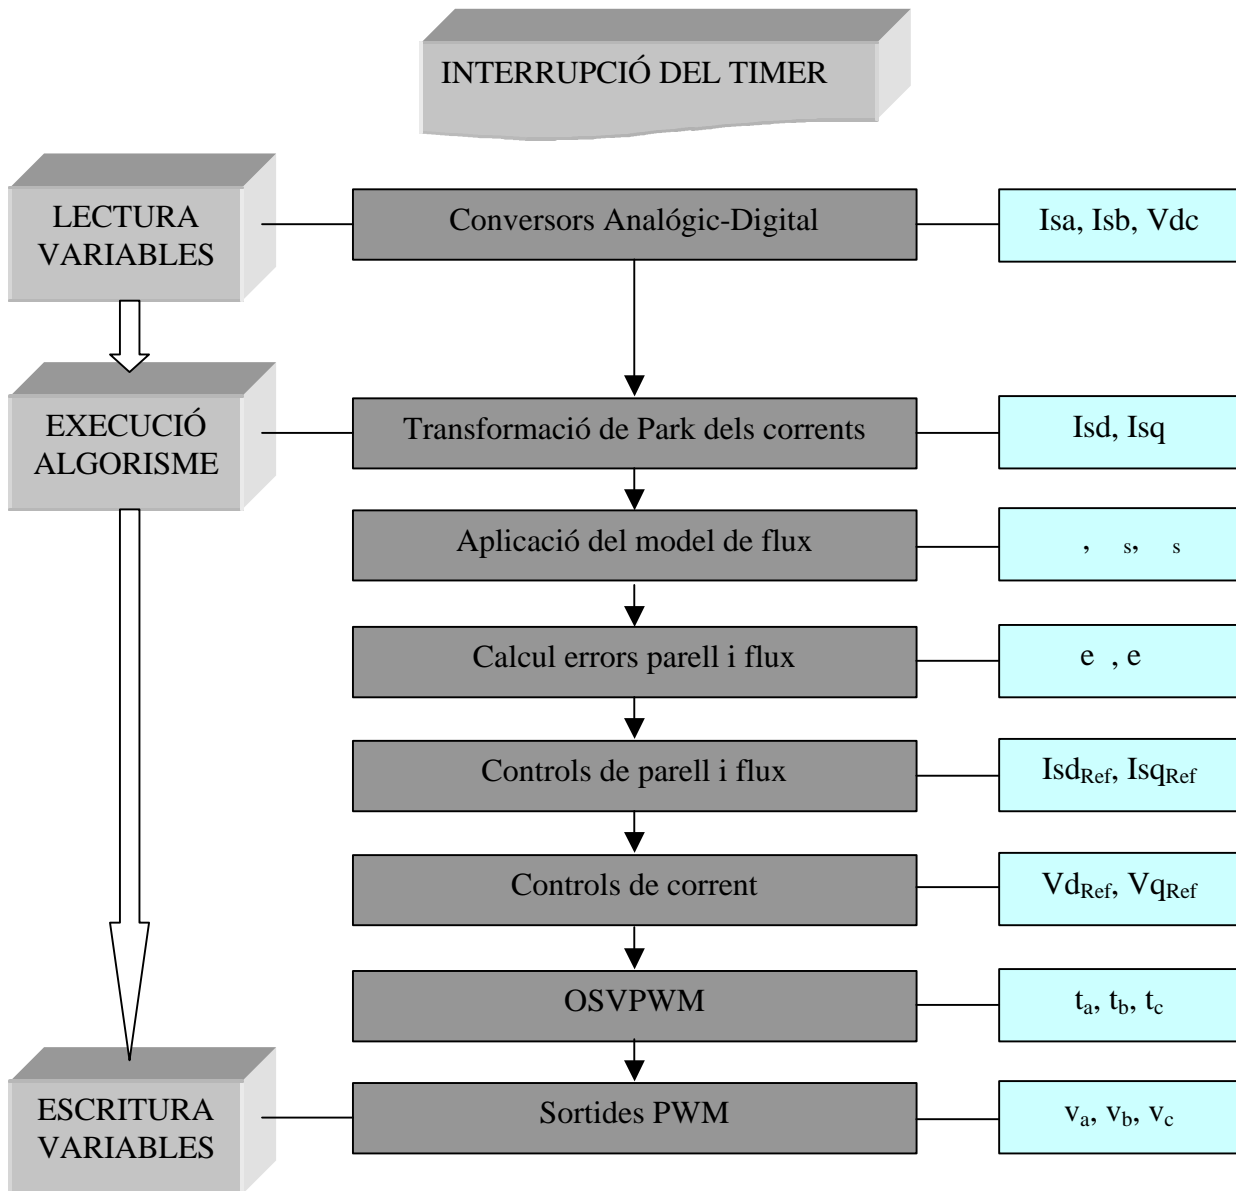 INTERRUPCIÓ DEL TIMER
LECTURA
VARIABLES
Conversors Analógic-Digital
Isa, Isb, Vdc
EXECUCIÓ
ALGORISME
Transformació de Park dels corrents
Isd, Isq
Aplicació del model de flux
, s, s
Calcul errors parell i flux
e , e
Controls de parell i flux
IsdRef, IsqRef
Controls de corrent
VdRef, VqRef
OSVPWM
ta, tb, tc
ESCRITURA
VARIABLES
Sortides PWM
va, vb, vc